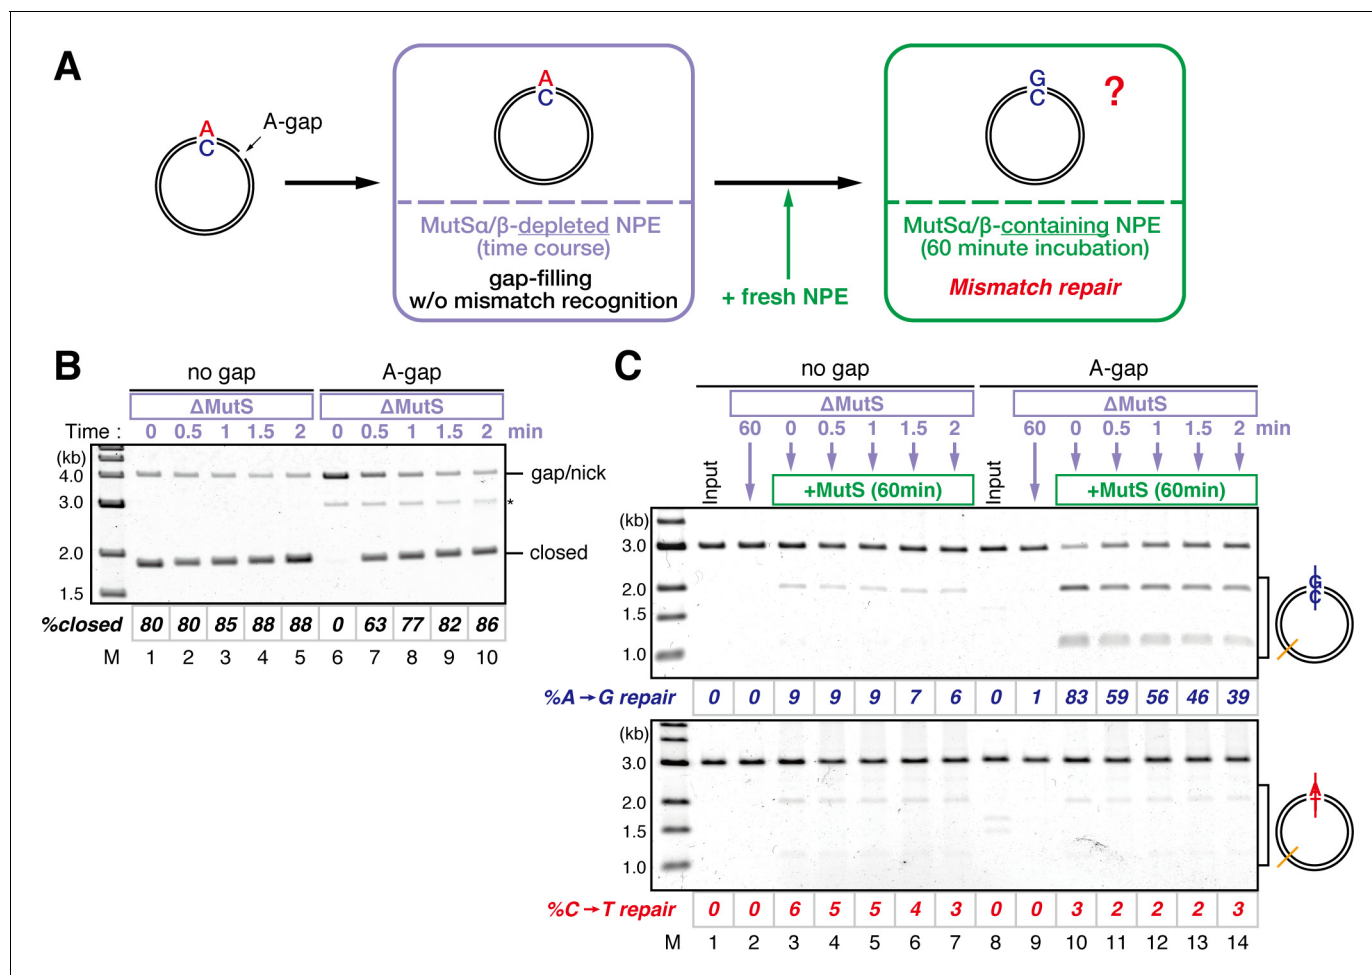 A
A
C
A-gap
A
C
MutSα/β-depleted NPE
(time course)
gap-filling
w/o mismatch recognition
+ fresh NPE
G
C
?
MutSα/β-containing NPE
(60 minute incubation)
Mismatch repair
B
no gap
A-gap
ΔMutS
ΔMutS
Time : 0 0.5 1 1.5 2 0 0.5 1 1.5 2 min
(kb)
4.0
3.0
2.0
1.5
gap/nick
*
closed
%closed 80 80 85 88 88 0 63 77 82 86
M 1 2 3 4 5 6 7 8 9 10
C
no gap
A-gap
ΔMutS
ΔMutS
Input 60 0 0.5 1 1.5 2 Input 60 0 0.5 1 1.5 2 min
+MutS (60min)
+MutS (60min)
(kb)
3.0
2.0
1.5
1.0
G
C
%A→G repair 0 0 9 9 9 7 6 0 1 83 59 56 46 39
(kb)
3.0
2.0
1.5
1.0
A
T
%C→T repair 0 0 6 5 5 4 3 0 0 3 2 2 2 3
M 1 2 3 4 5 6 7 8 9 10 11 12 13 14